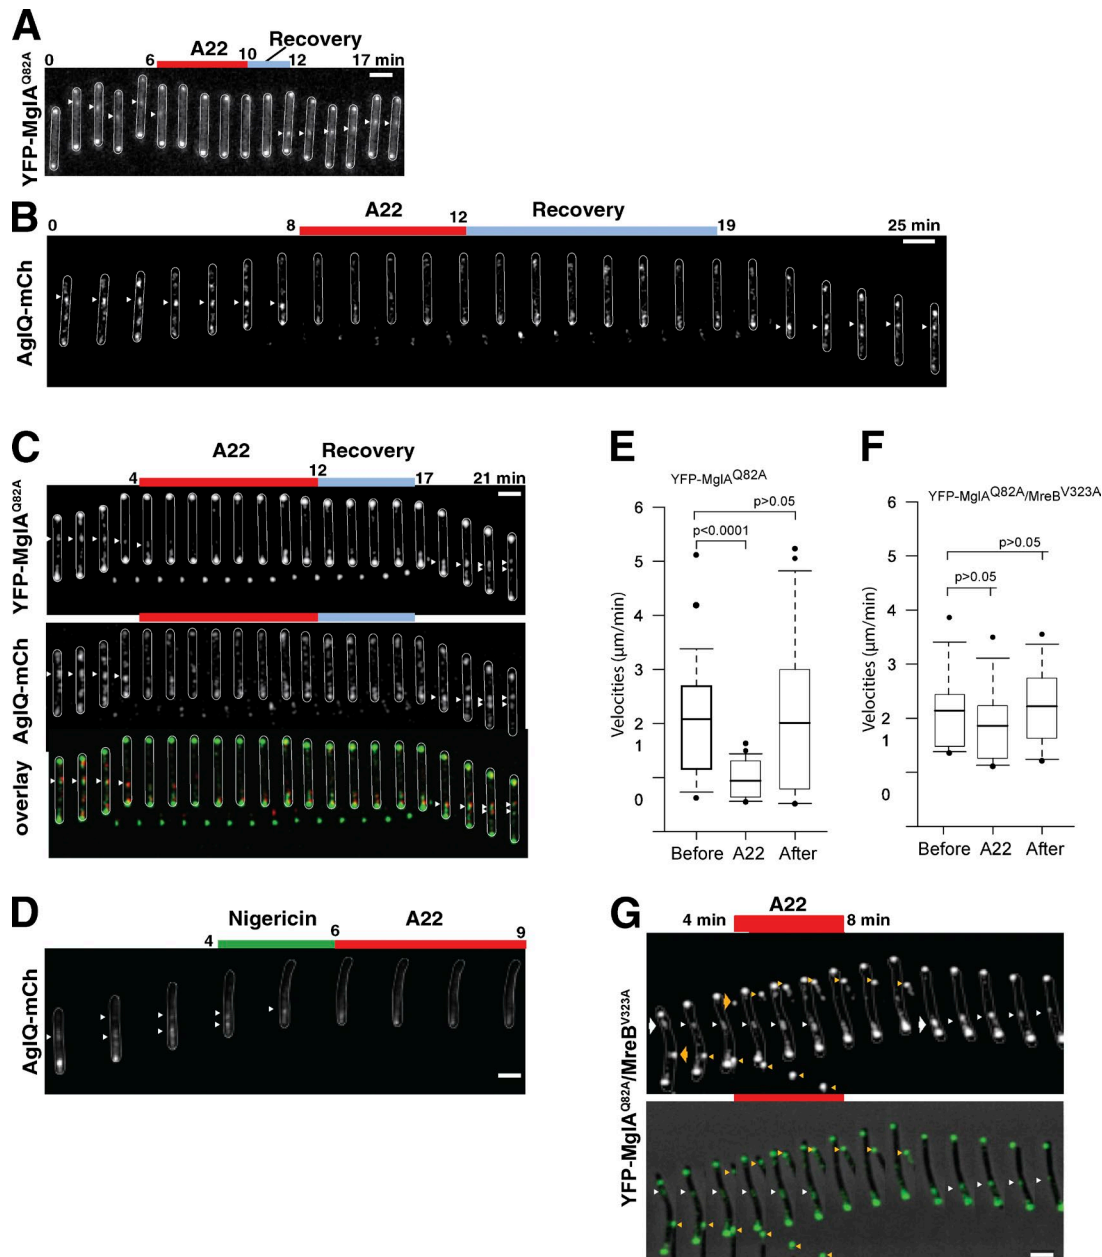 A
A22
Recovery
0 6 10 12 17 min
YFP-MglA^Q82A
B
A22
Recovery
0 8 12 19 25 min
AglQ-mCh
C
A22
Recovery
4 12 17 21 min
YFP-MglA^Q82A
AglQ-mCh
overlay
D
Nigericin
A22
4 6 9
AglQ-mCh
E
YFP-MglA^Q82A
p>0.05
p<0.0001
Velocities (µm/min)
6
5
4
3
2
1
0
Before A22 After
F
YFP-MglA^Q82A/MreB^V323A
p>0.05
p>0.05
Velocities (µm/min)
6
5
4
3
2
1
0
Before A22 After
G
A22
4 min 8 min
YFP-MglA^Q82A/MreB^V323A